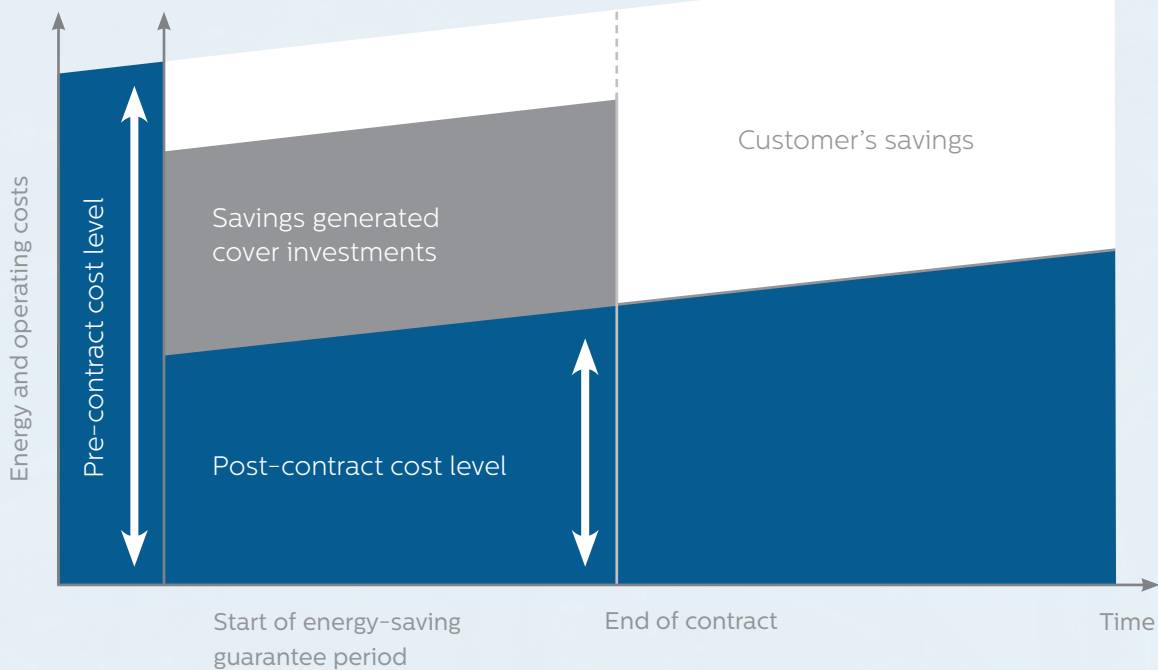 Energy and operating costs
Pre-contract cost level
Savings generated
cover investments
Customer’s savings
Post-contract cost level
Start of energy-saving
guarantee period
End of contract
Time